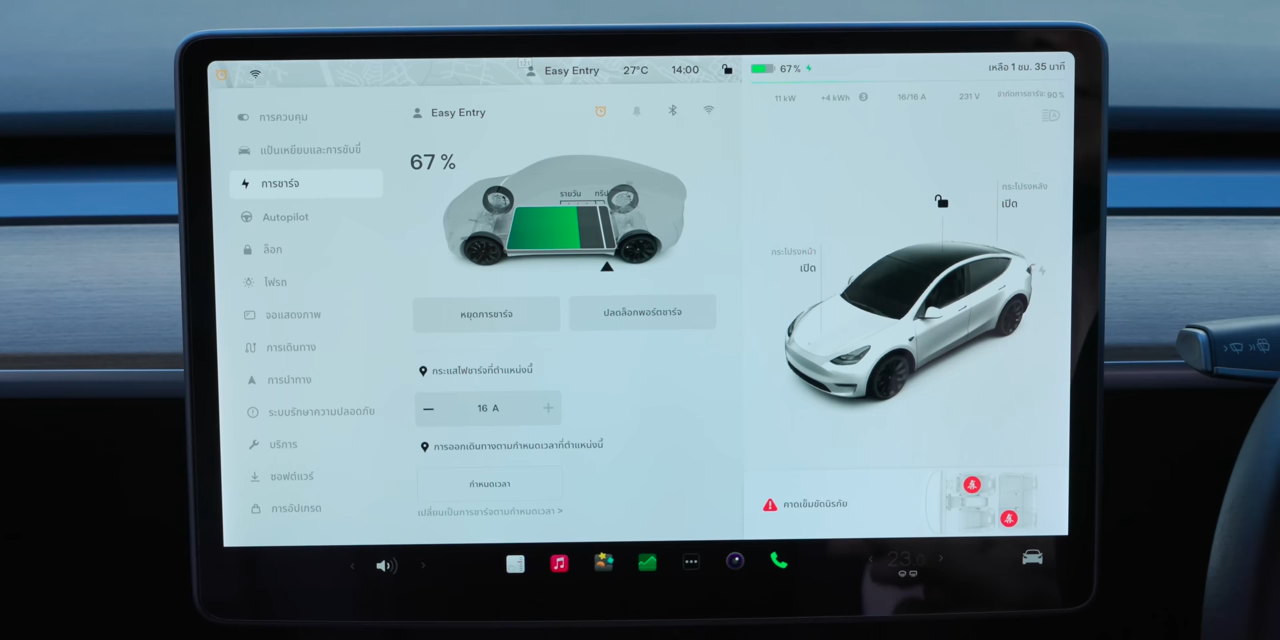 Easy Entry 27°C 14:00
67 %
เหลือ 1 ชม. 35 นาที
11 kW +4 kWh 3 16/16 A 231 V จำกัดการชาร์จ: 90 %
การควบคุม
แป้นเหยียบและการขับขี่
การชาร์จ
Autopilot
ล็อก
ไฟรถ
จอแสดงภาพ
การเดินทาง
การนำทาง
ระบบรักษาความปลอดภัย
บริการ
ซอฟต์แวร์
การอัปเกรด
Easy Entry
67 %
รายวัน ทริป
หยุดการชาร์จ
ปลดล็อกพอร์ตชาร์จ
กระแสไฟชาร์จที่ตำแหน่งนี้
16 A
การออกเดินทางตามกำหนดเวลาที่ตำแหน่งนี้
กำหนดเวลา
เปลี่ยนเป็นการชาร์จตามกำหนดเวลา >
กระโปรงหลัง
เปิด
กระโปรงหน้า
เปิด
คาดเข็มขัดนิรภัย
23.0